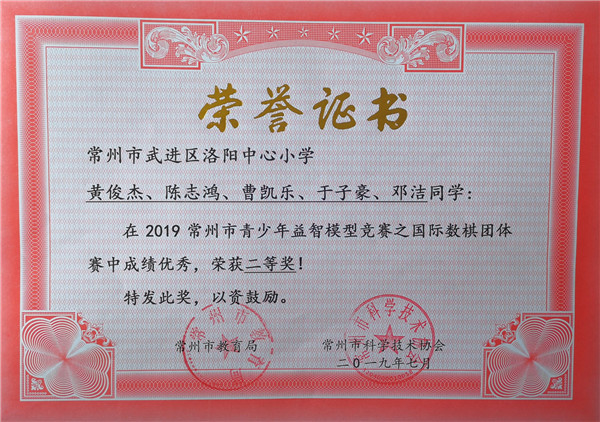 荣誉证书
常州市武进区洛阳中心小学
黄俊杰、陈志鸿、曹凯乐、于子豪、邓洁同学:
在 2019 常州市青少年益智模型竞赛之国际数棋团体
赛中成绩优秀，荣获二等奖!
特发此奖，以资鼓励。
常州市教育局 常州市科学技术协会
二〇一九年七月